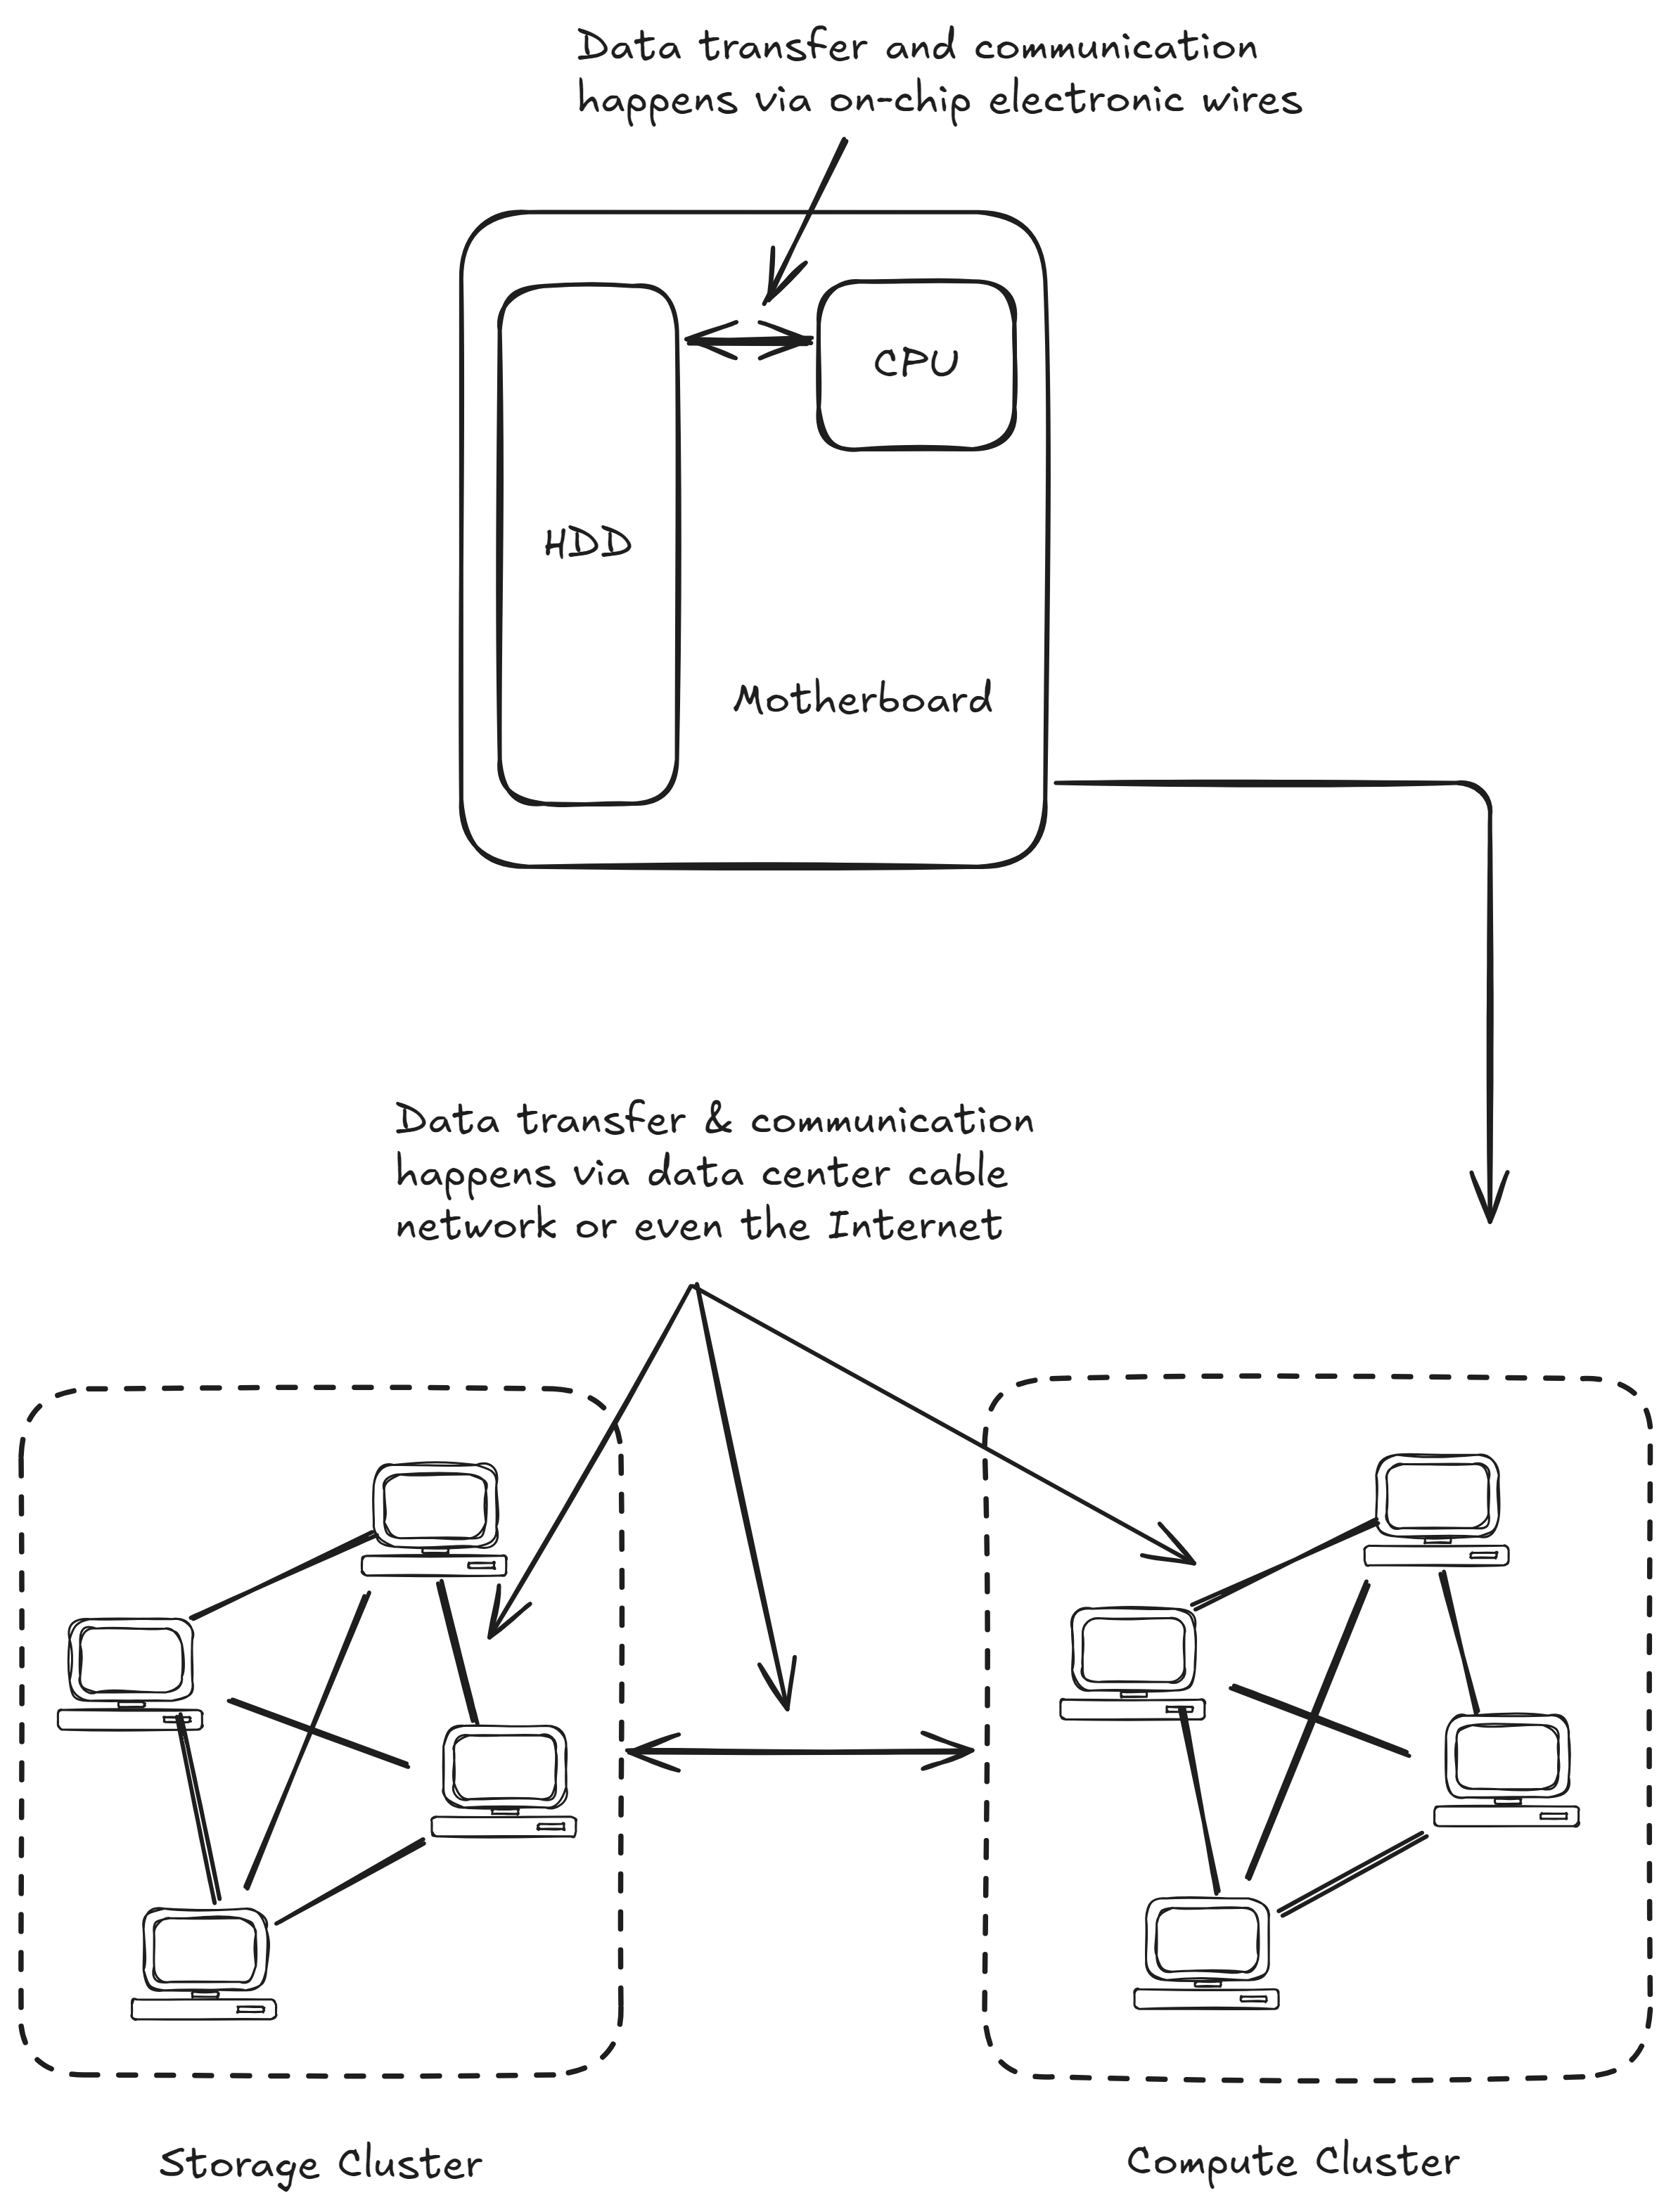 Data transfer and communication
happens via on-chip electronic wires
CPU
HDD
Motherboard
Data transfer & communication
happens via data center cable
network or even the Internet
Storage Cluster
Compute Cluster